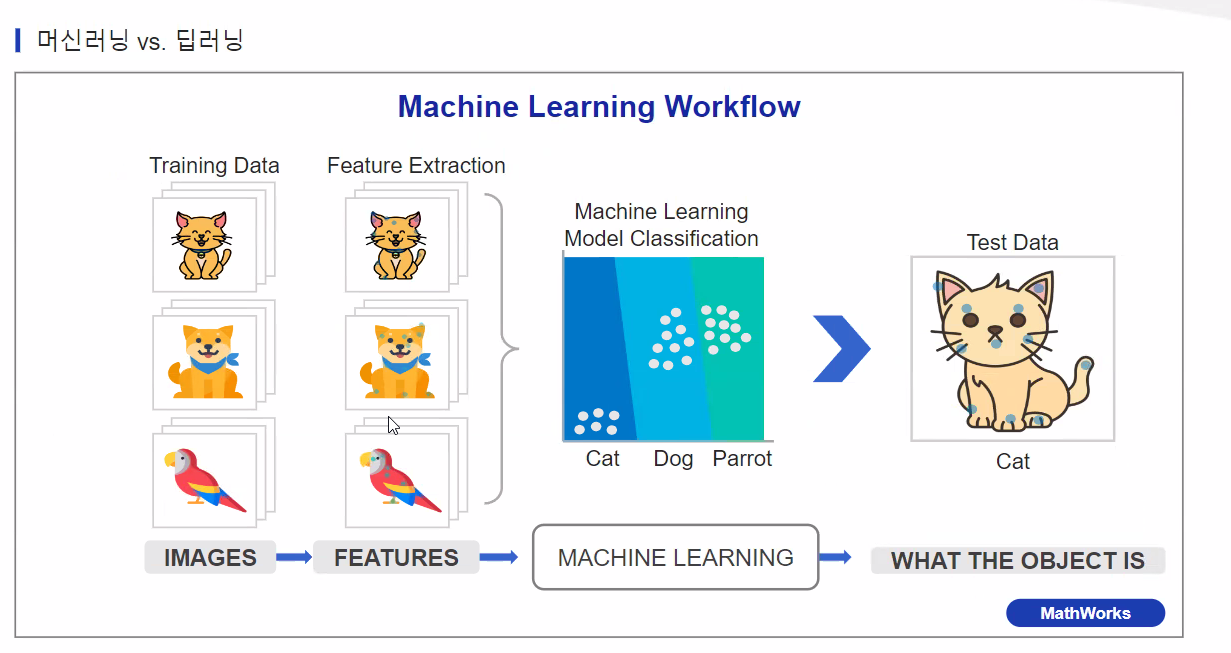 머신러닝 vs. 딥러닝
Machine Learning Workflow
Training Data
Feature Extraction
Machine Learning
Model Classification
Cat
Dog
Parrot
Test Data
Cat
IMAGES
FEATURES
MACHINE LEARNING
WHAT THE OBJECT IS
MathWorks